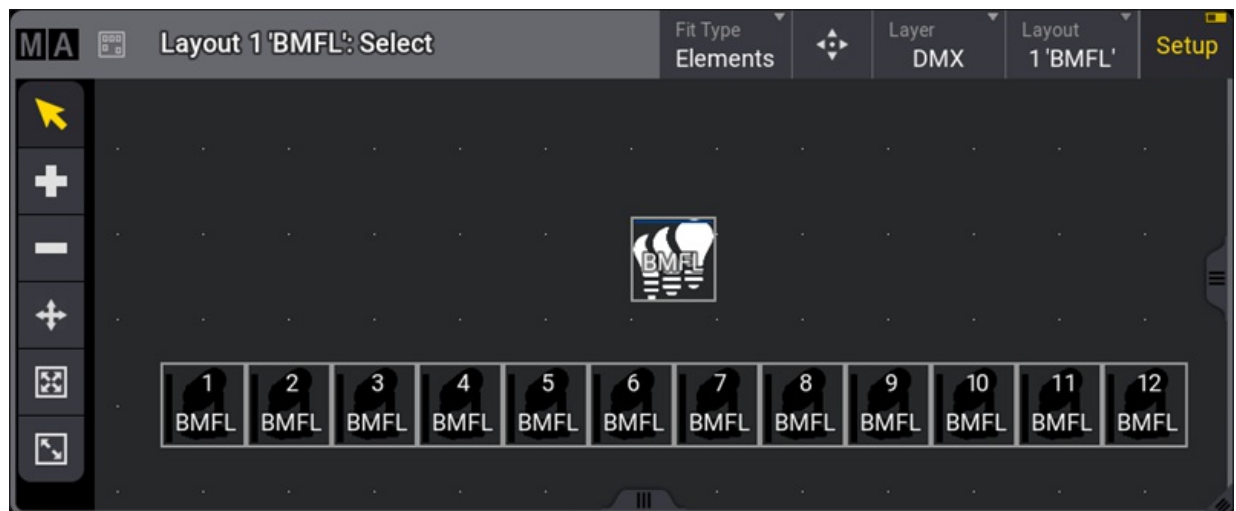 MA
Layout 1 'BMFL': Select
Fit Type
Elements
Layer
DMX
Layout
1 'BMFL'
Setup
BMFL
1 2 3 4 5 6 7 8 9 10 11 12
BMFL BMFL BMFL BMFL BMFL BMFL BMFL BMFL BMFL BMFL BMFL BMFL